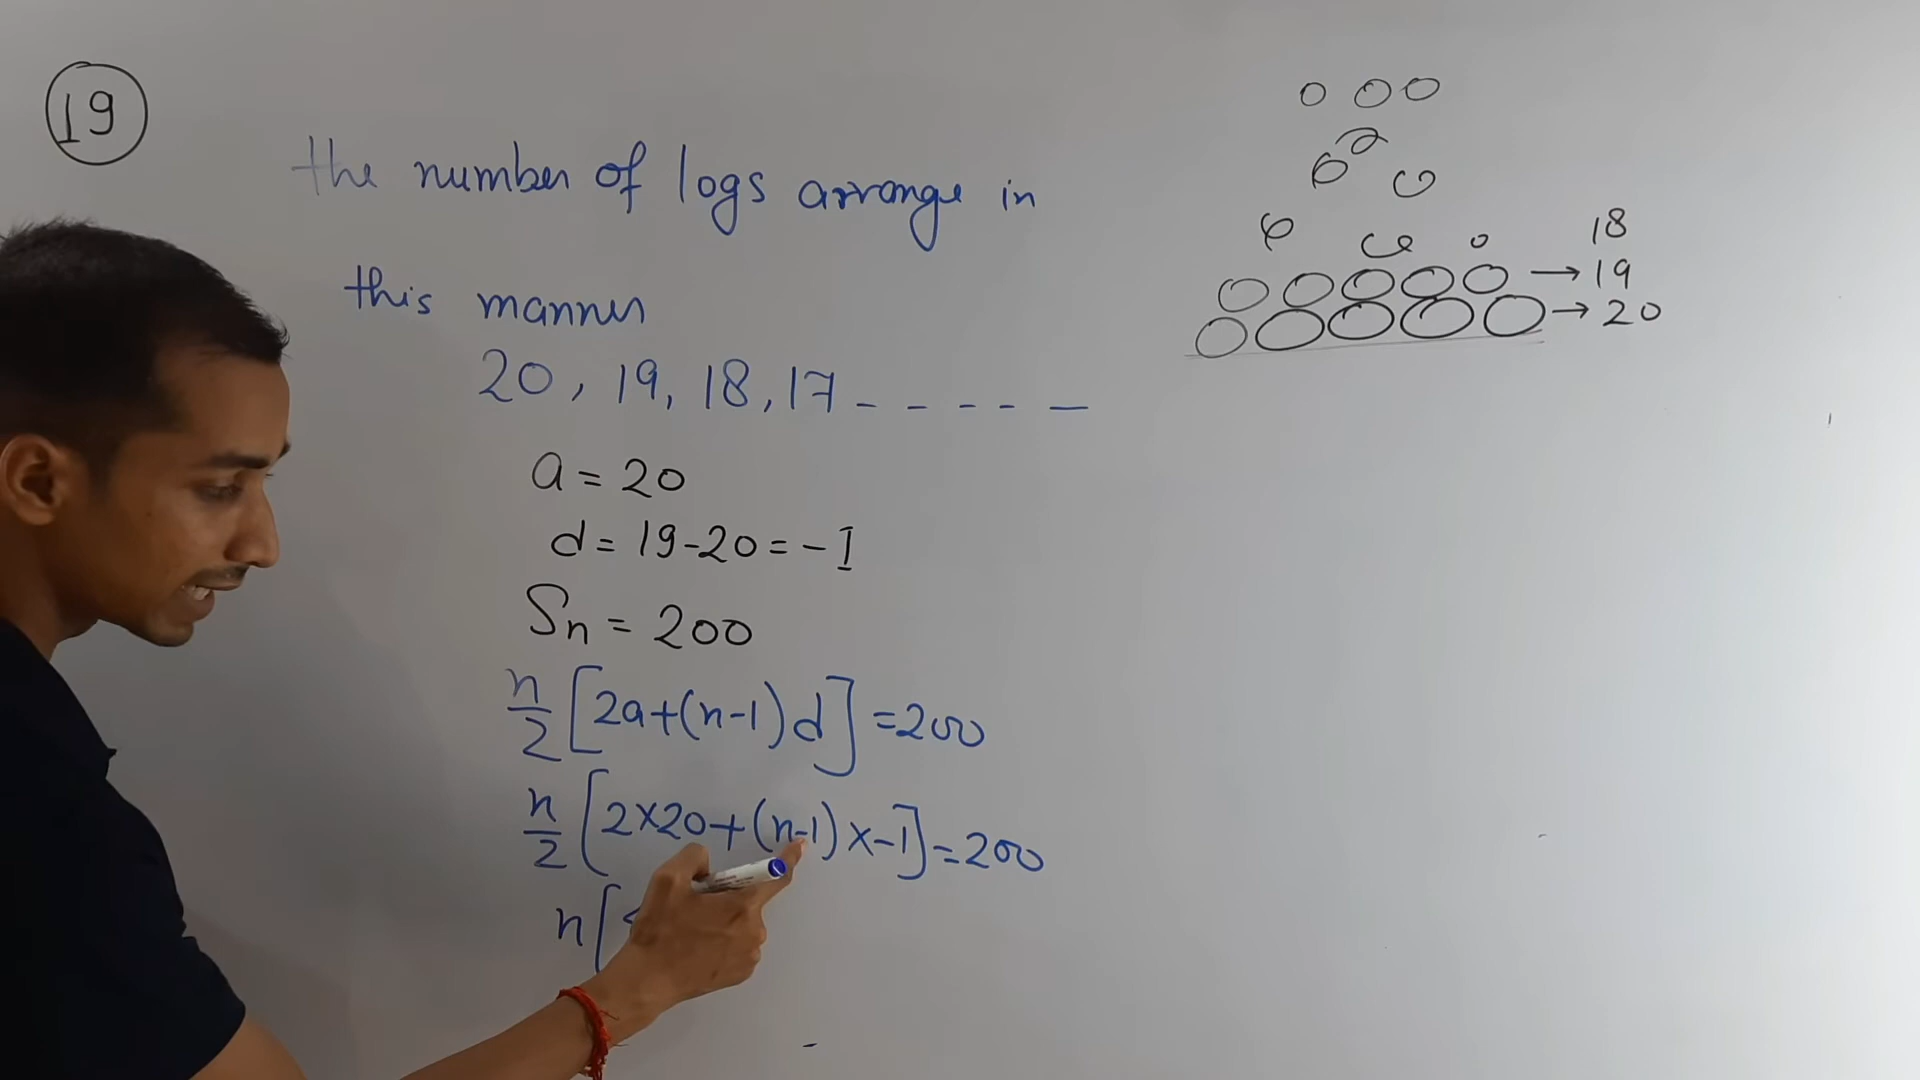 19
the number of logs arrange in
this manner
20, 19, 18, 17 - - - - -
a = 20
d = 19-20 = -1
Sn = 200
n/2 [2a+(n-1)d] = 200
n/2 [2×20+(n-1)×-1] = 200
n[
18
→ 19
→ 20